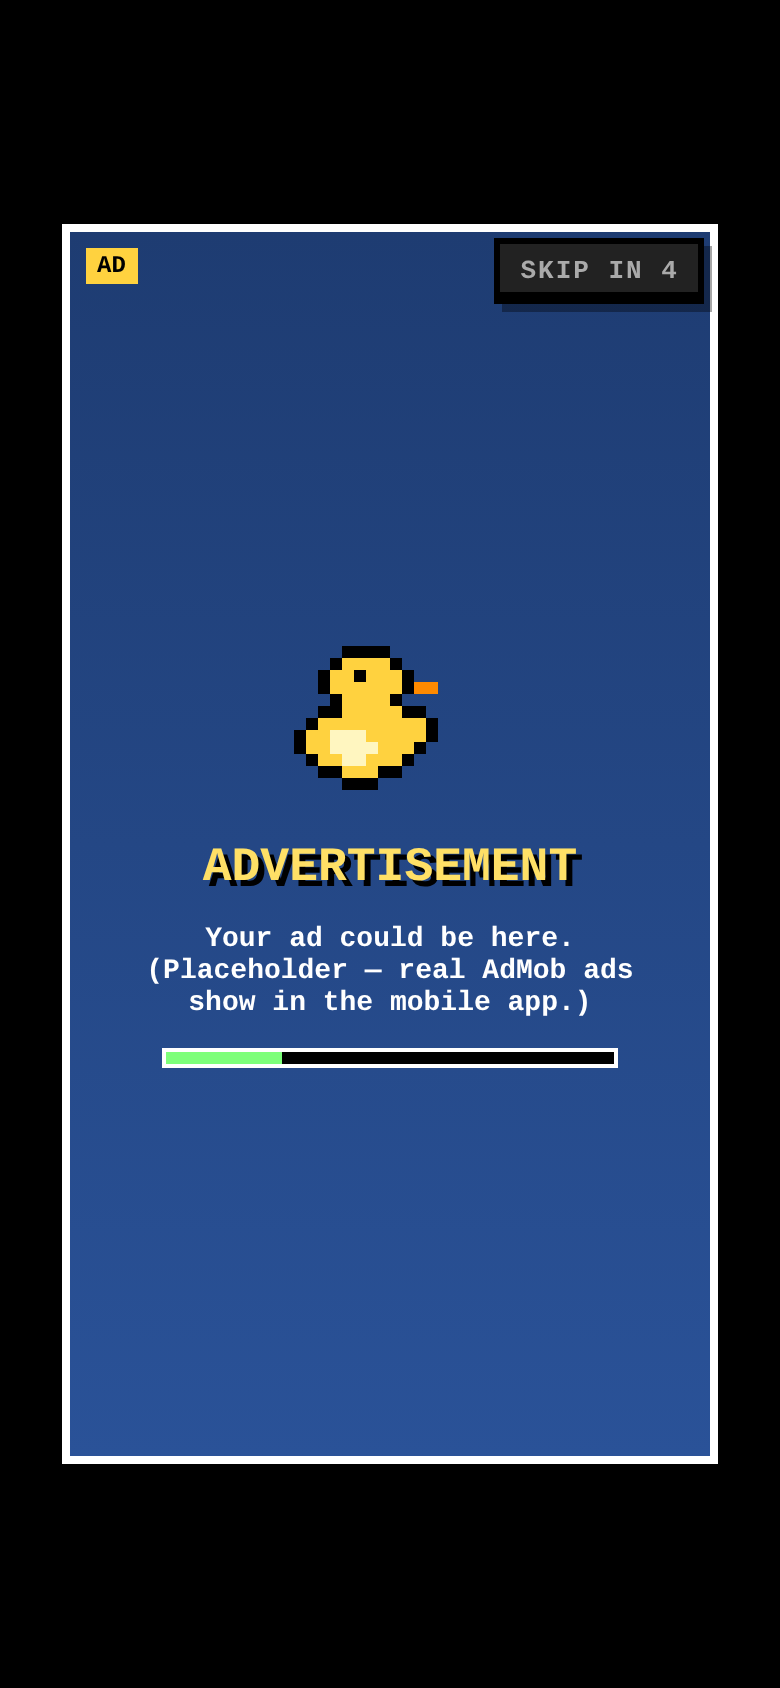 AD
SKIP IN 4
ADVERTISEMENT
Your ad could be here.
(Placeholder — real AdMob ads
show in the mobile app.)